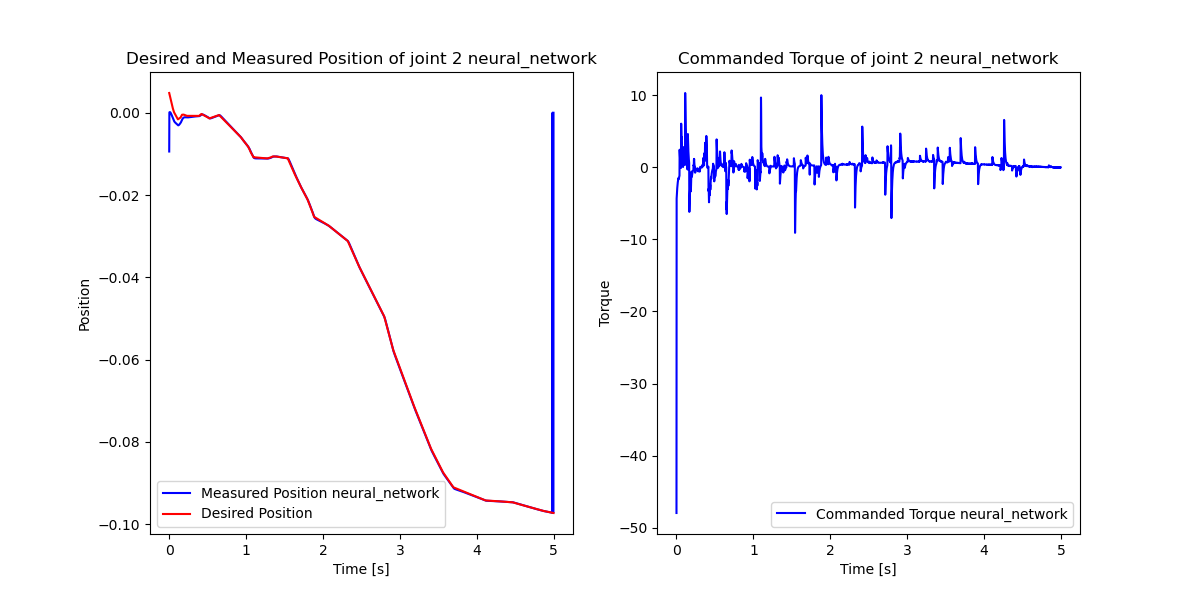 Desired and Measured Position of joint 2 neural_network
0.00
−0.02
−0.04
−0.06
−0.08
−0.10
Position
Measured Position neural_network
Desired Position
0 1 2 3 4 5
Time [s]
Commanded Torque of joint 2 neural_network
10
0
−10
−20
−30
−40
−50
Torque
Commanded Torque neural_network
0 1 2 3 4 5
Time [s]